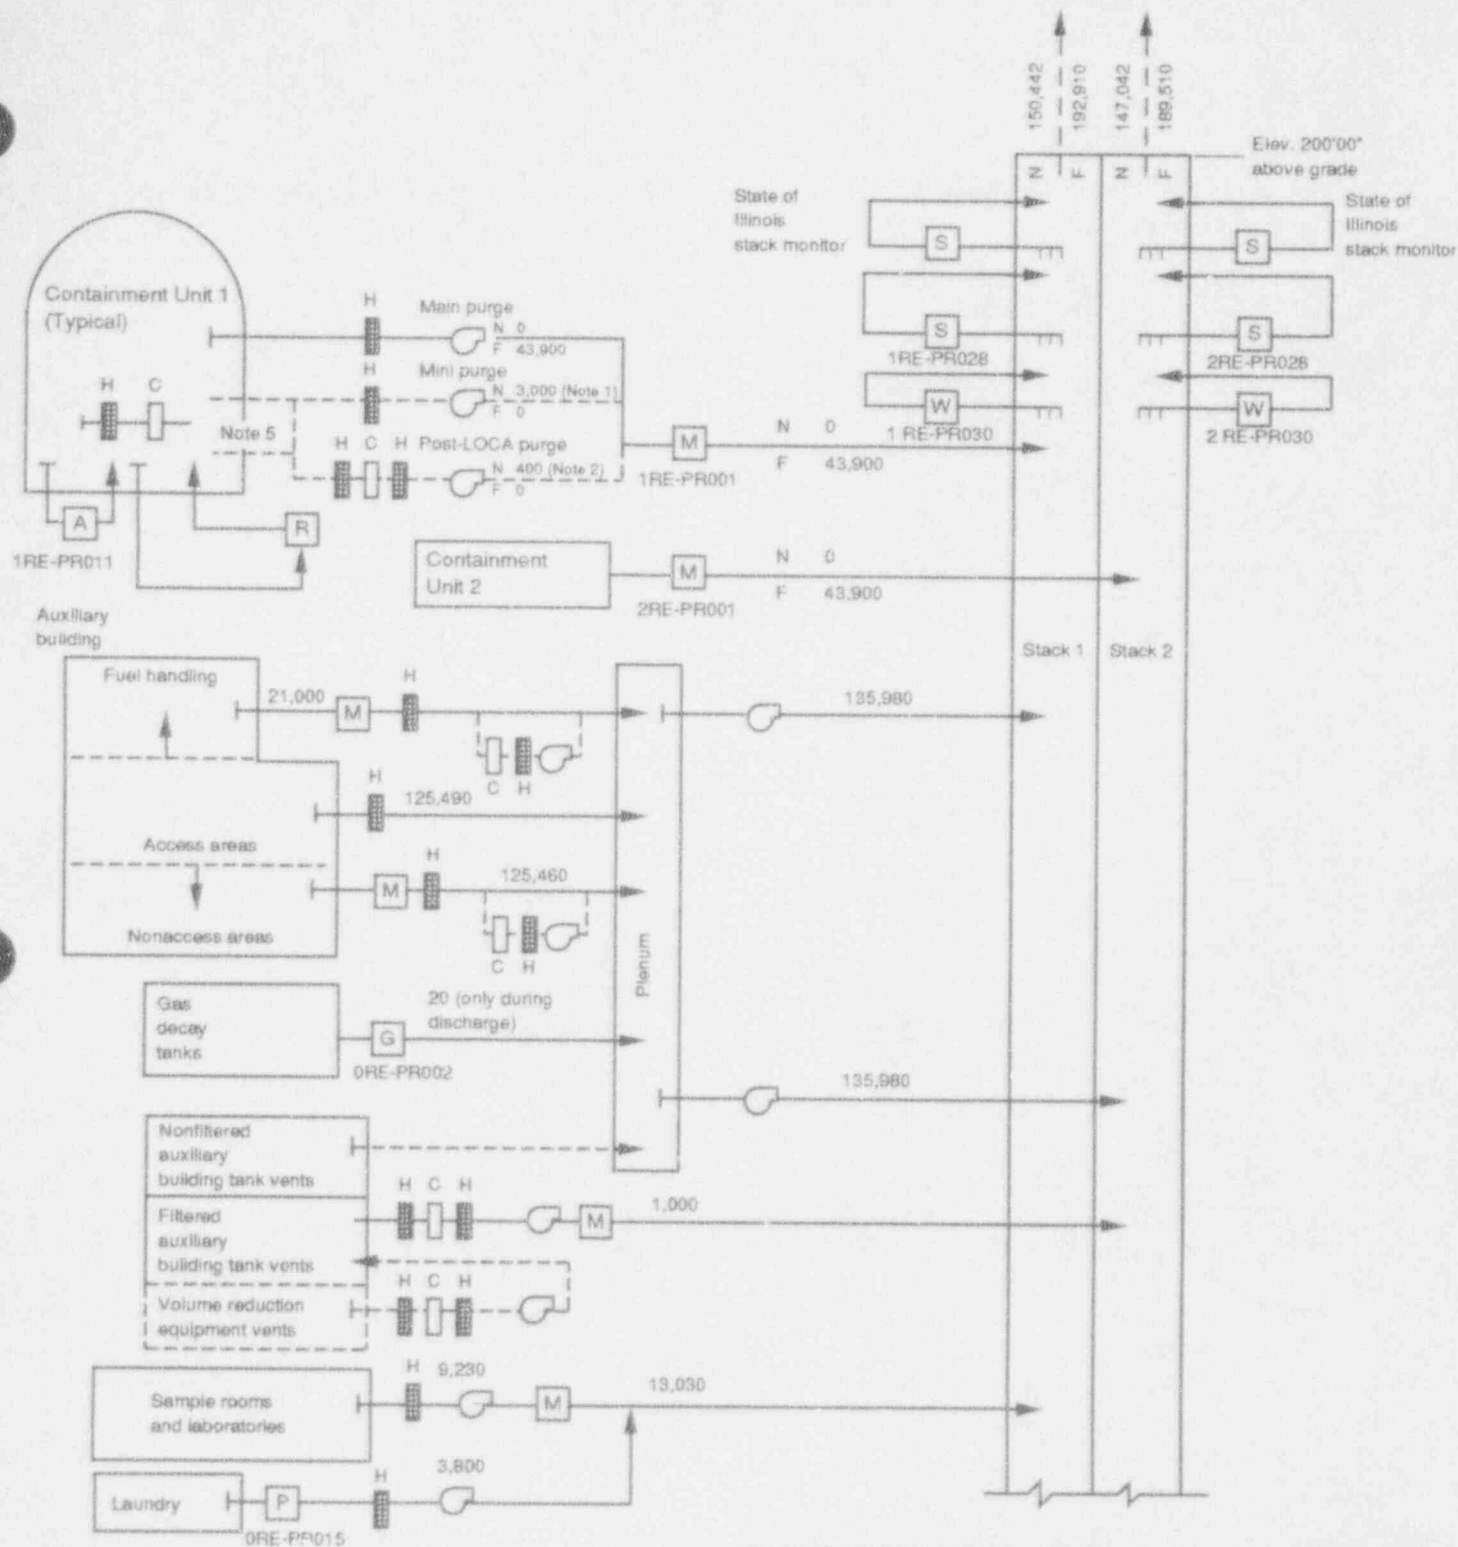 150,442
192,910
147,042
189,510
Elev. 200'00"
above grade
N
F
N
F
State of
Illinois
stack monitor
S
S
State of
Illinois
stack monitor
S
1RE-PR028
S
2RE-PR028
W
1 RE-PR030
W
2 RE-PR030
Containment Unit 1
(Typical)
H
Main purge
N 0
F 43,900
H
Mini purge
N 3,000 (Note 1)
F 0
H
C
Note 5
H
C
H
Post-LOCA purge
N 400 (Note 2)
F 0
M
1RE-PR001
N 0
F 43,900
A
1RE-PR011
R
Containment
Unit 2
M
2RE-PR001
N 0
F 43,900
Stack 1
Stack 2
Auxiliary
building
Fuel handling
21,000
M
H
C
H
135,980
H
125,490
Access areas
M
H
125,460
C
H
Nonaccess areas
Plenum
Gas
decay
tanks
G
0RE-PR002
20 (only during
discharge)
135,980
Nonfiltered
auxiliary
building tank vents
Filtered
auxiliary
building tank vents
H
C
H
M
1,000
Volume reduction
equipment vents
H
C
H
Sample rooms
and laboratories
H
9,230
M
13,030
Laundry
P
0RE-PR015
H
3,800